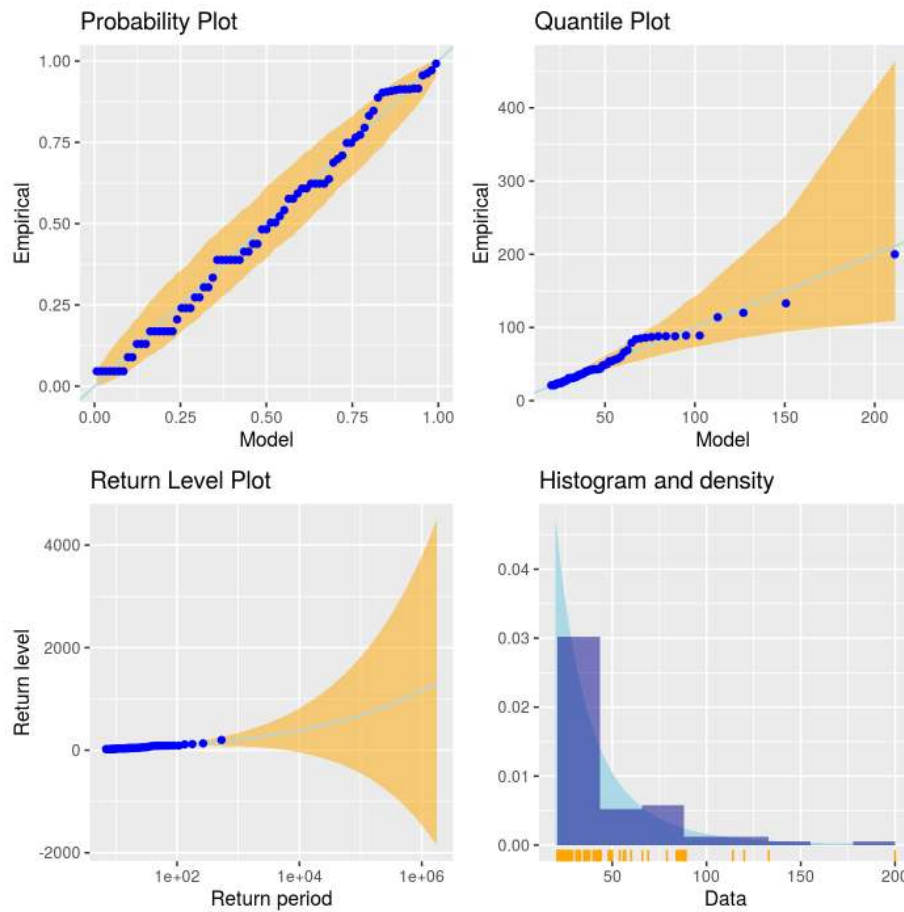 Probability Plot
1.00
0.75
0.50
0.25
0.00
Empirical
0.00 0.25 0.50 0.75 1.00
Model
Quantile Plot
400
300
200
100
0
Empirical
50 100 150 200
Model
Return Level Plot
4000
2000
0
-2000
Return level
1e+02 1e+04 1e+06
Return period
Histogram and density
0.04
0.03
0.02
0.01
0.00
50 100 150 200
Data